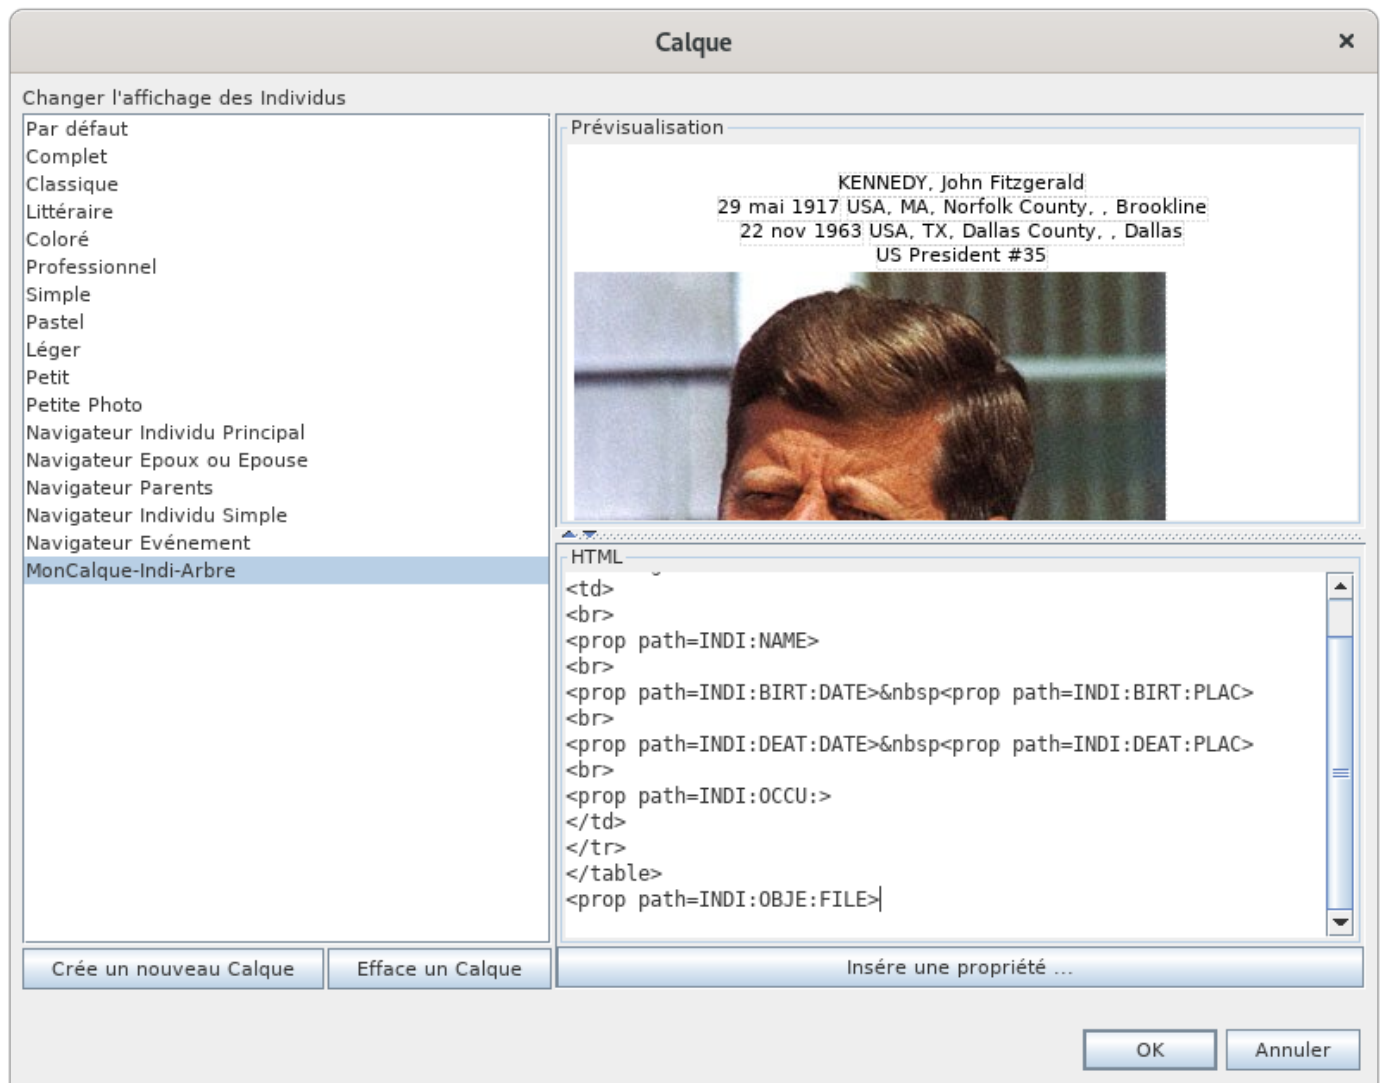 Calque
Changer l'affichage des Individus
Par défaut
Complet
Classique
Littéraire
Coloré
Professionnel
Simple
Pastel
Léger
Petit
Petite Photo
Navigateur Individu Principal
Navigateur Epoux ou Epouse
Navigateur Parents
Navigateur Individu Simple
Navigateur Evénement
MonCalque-Indi-Arbre
Crée un nouveau Calque
Efface un Calque
Prévisualisation
KENNEDY, John Fitzgerald
29 mai 1917 USA, MA, Norfolk County, , Brookline
22 nov 1963 USA, TX, Dallas County, , Dallas
US President #35
HTML
<td>
<br>
<prop path=INDI:NAME>
<br>
<prop path=INDI:BIRT:DATE>&nbsp<prop path=INDI:BIRT:PLAC>
<br>
<prop path=INDI:DEAT:DATE>&nbsp<prop path=INDI:DEAT:PLAC>
<br>
<prop path=INDI:OCCU:>
</td>
</tr>
</table>
<prop path=INDI:OBJE:FILE>
Insére une propriété ...
OK
Annuler